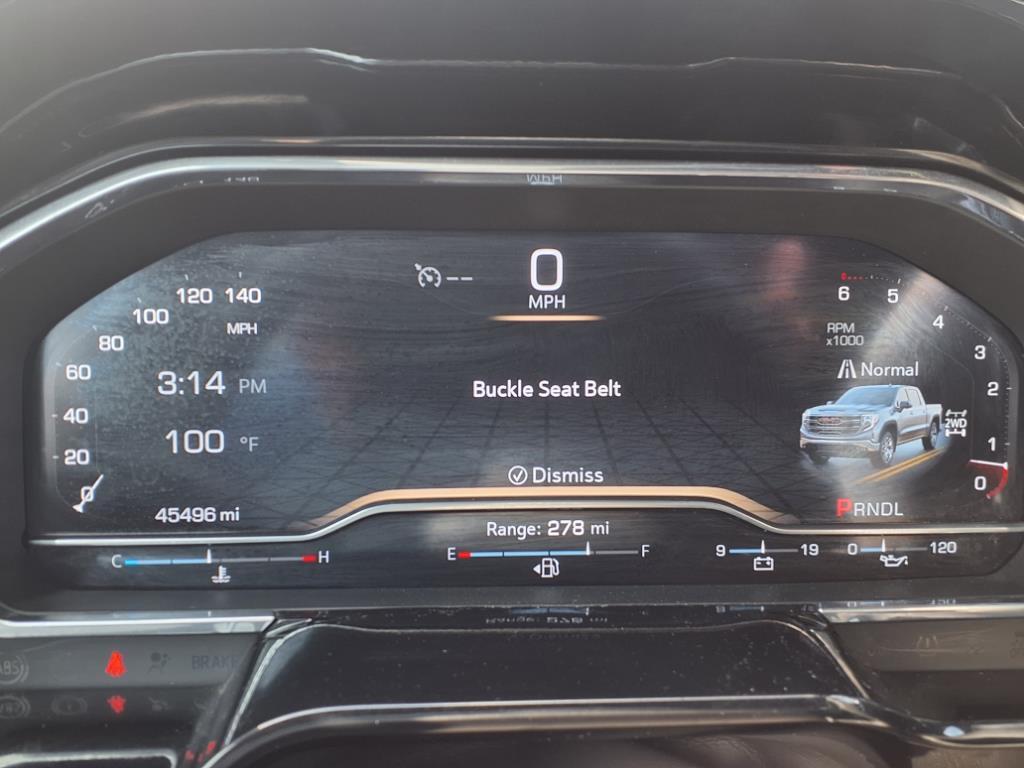 0
MPH
--
120 140
100
MPH
80
60
40
20
0
3:14 PM
100 °F
45496 mi
Buckle Seat Belt
Dismiss
6 5
4
3
2
1
0
RPM
x1000
Normal
2WD
PRNDL
Range: 278 mi
C H
E F
9 19
0 120
ABS
BRAKE